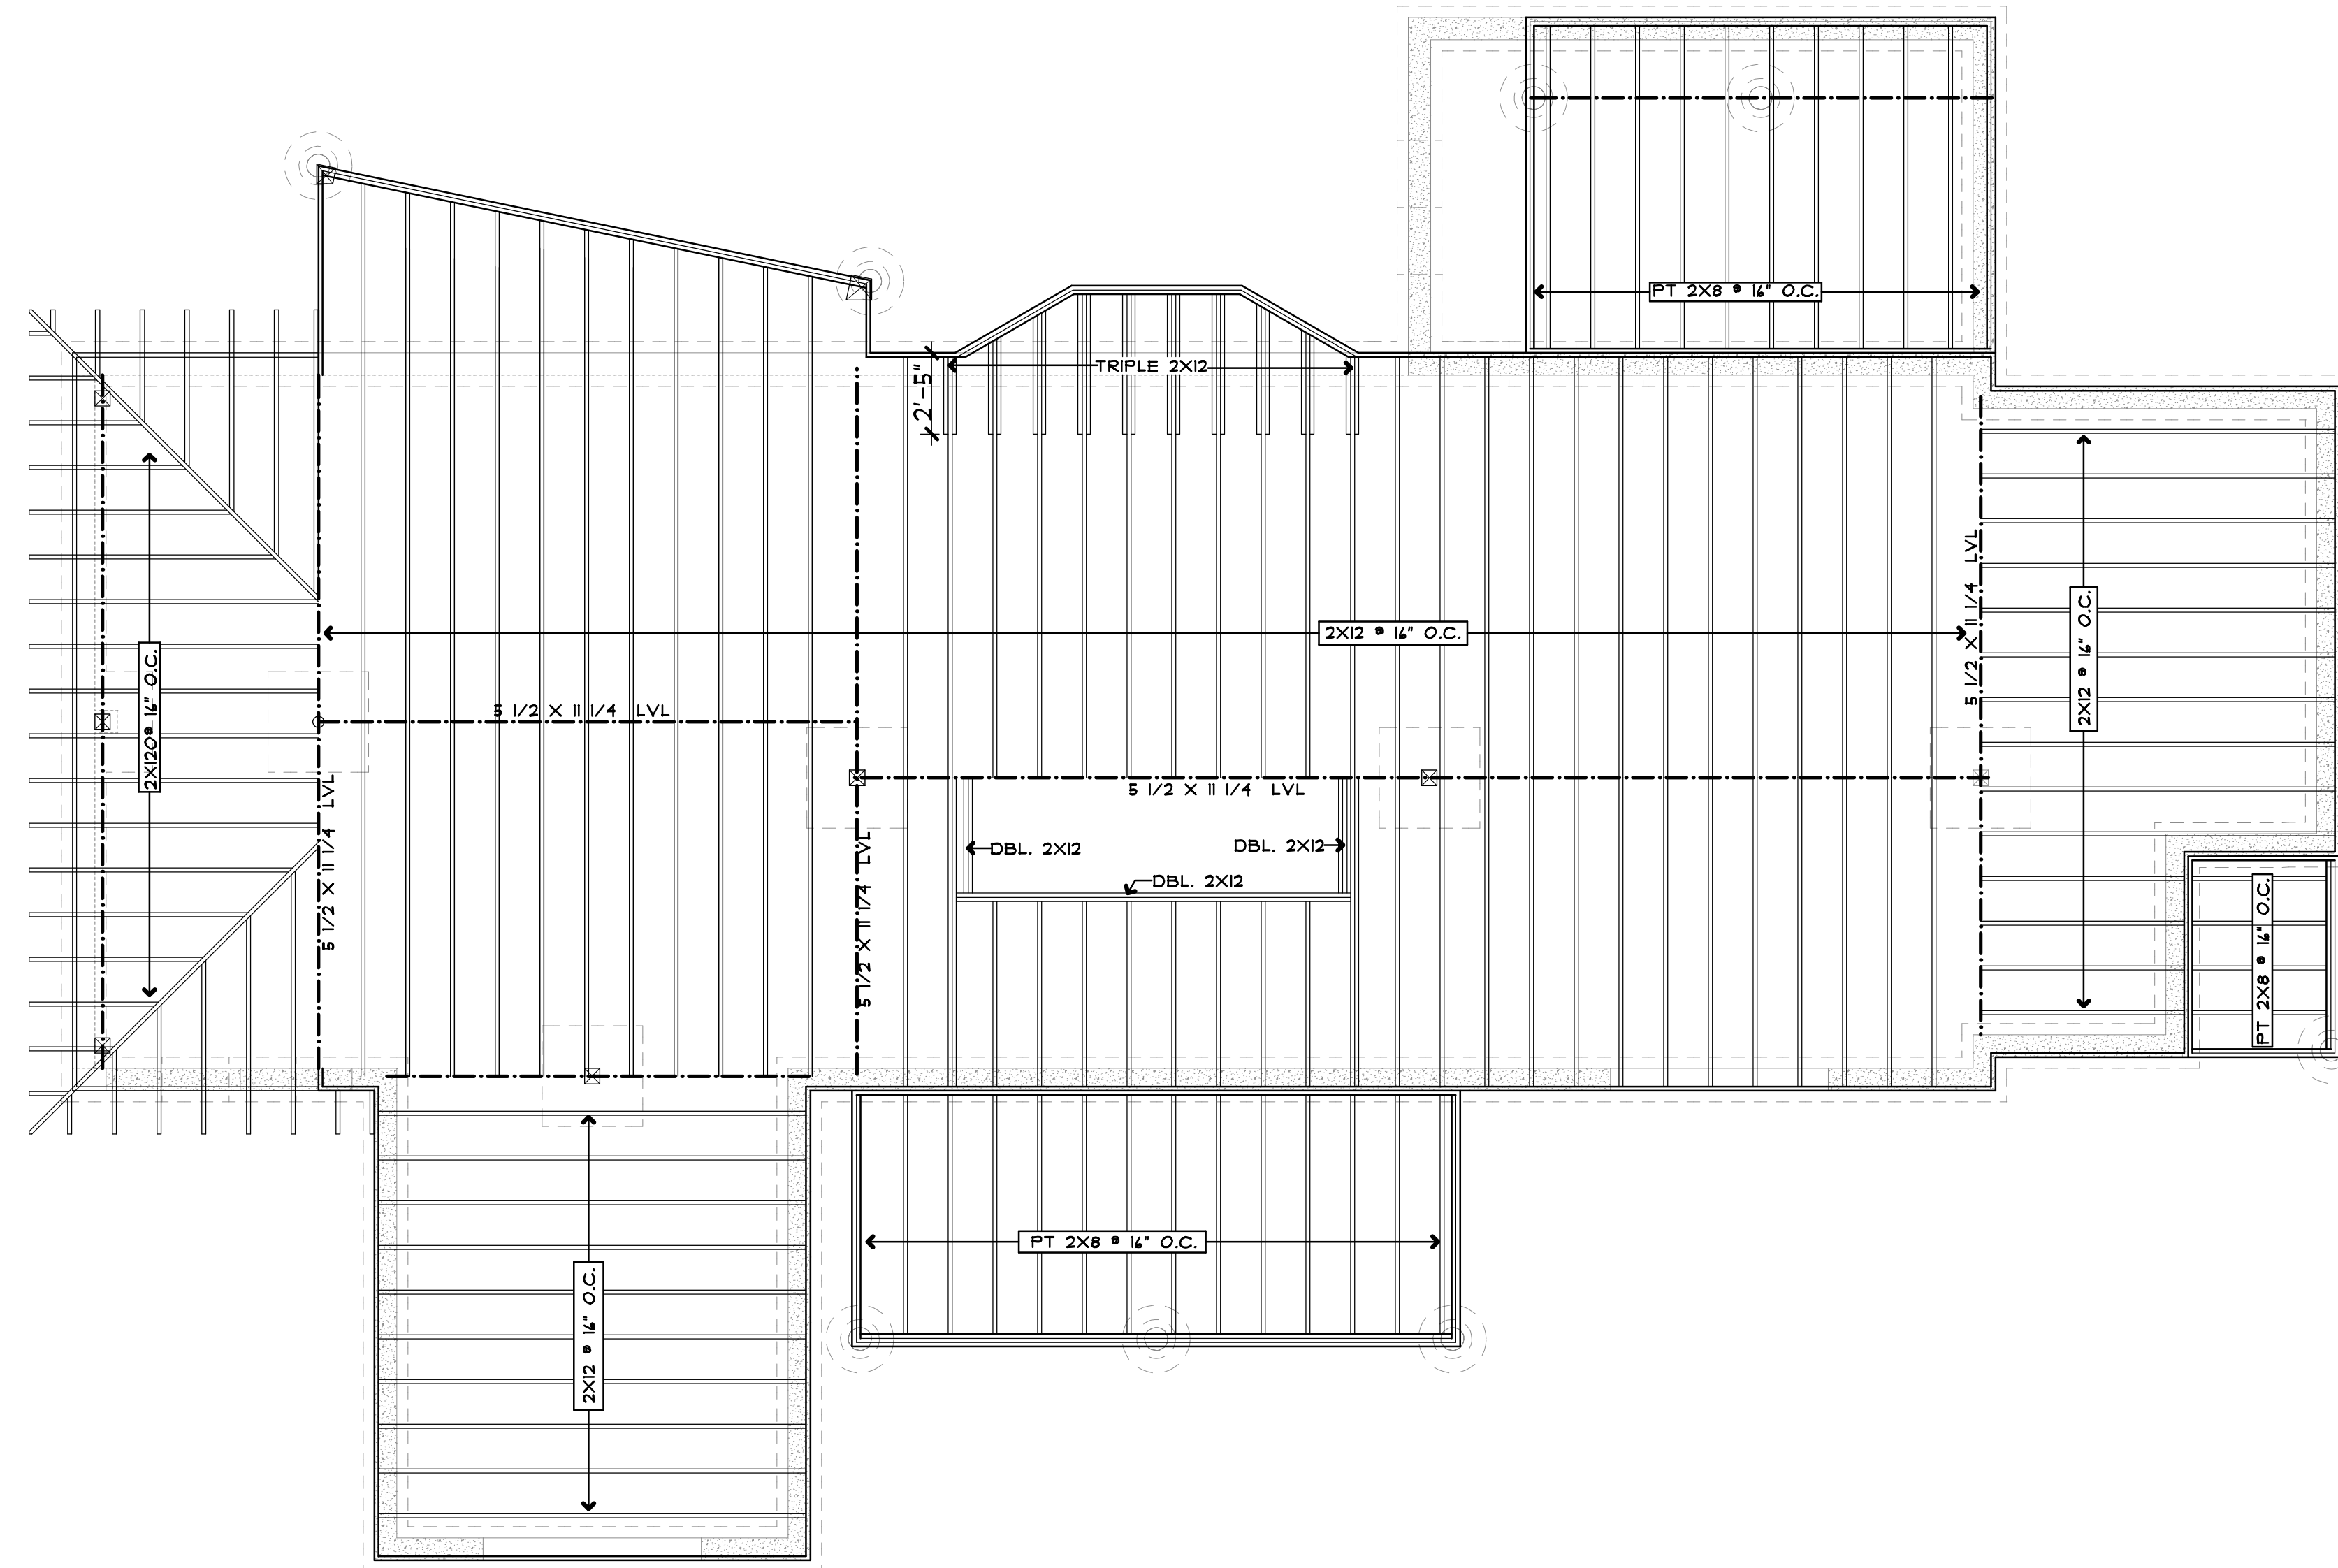 PT 2X8 @ 16" O.C.
2'-5"
TRIPLE 2X12
2X12 @ 16" O.C.
5 1/2 X 11 1/4 LVL
2X12@ @ 16" O.C.
5 1/2 X 11 1/4 LVL
2X12 @ 16" O.C.
5 1/2 X 11 1/4 LVL
5 1/2 X 11 1/4 LVL
5 1/2 X 11 1/4 LVL
DBL. 2X12
DBL. 2X12
DBL. 2X12
PT 2X8 @ 16" O.C.
PT 2X8 @ 16" O.C.
2X12 @ 16" O.C.